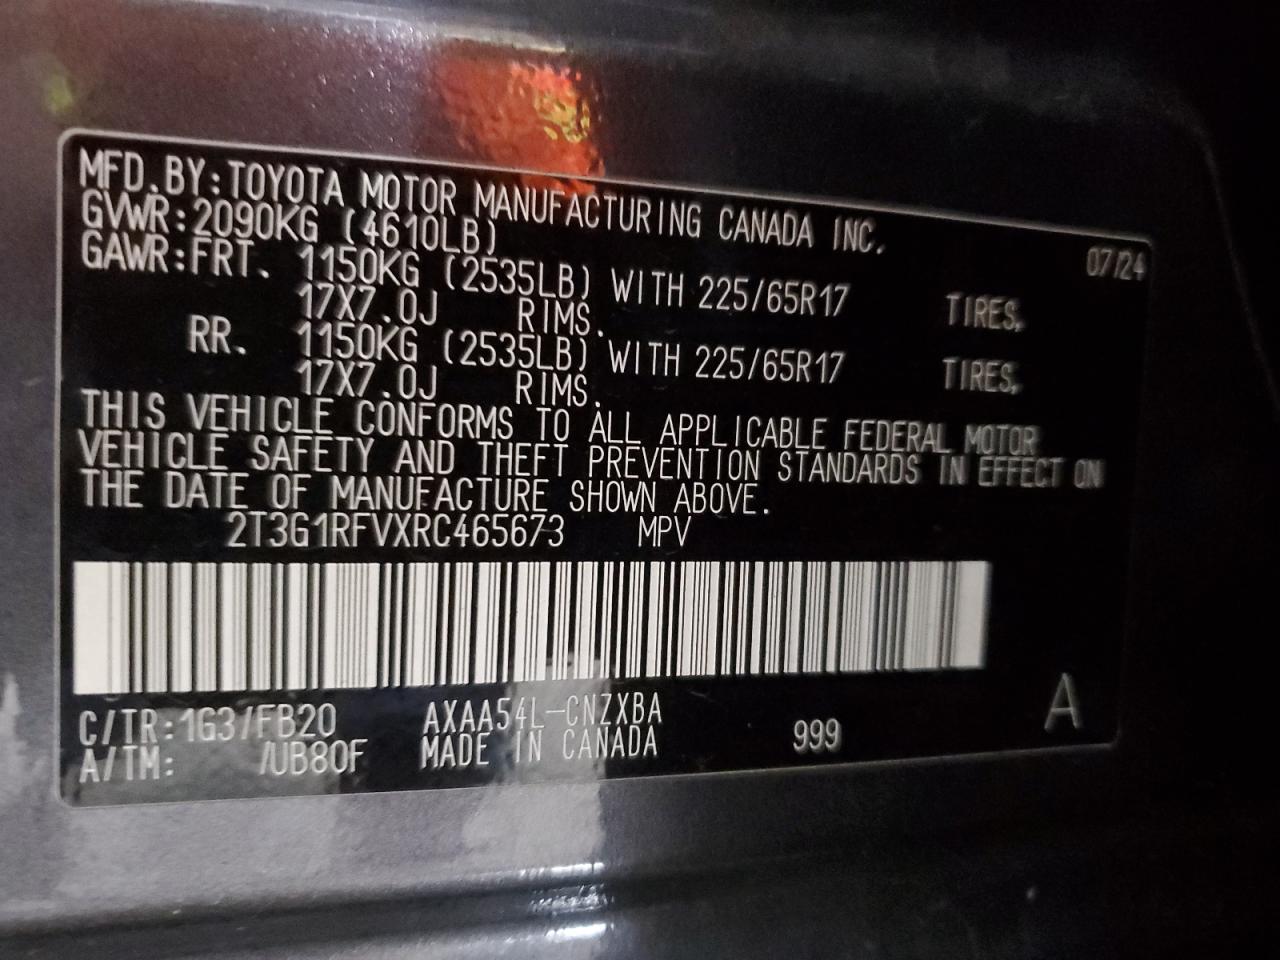 MFD.BY:TOYOTA MOTOR MANUFACTURING CANADA INC.
GVWR:2090KG (4610LB) 07/24
GAWR:FRT. 1150KG (2535LB) WITH 225/65R17 TIRES,
17X7.0J RIMS.
RR. 1150KG (2535LB) WITH 225/65R17 TIRES,
17X7.0J RIMS.
THIS VEHICLE CONFORMS TO ALL APPLICABLE FEDERAL MOTOR
VEHICLE SAFETY AND THEFT PREVENTION STANDARDS IN EFFECT ON
THE DATE OF MANUFACTURE SHOWN ABOVE.
2T3G1RFVXRC465673 MPV
C/TR:1G3/FB20 AXAA54L-CNZXBA
A/TM: /UB80F MADE IN CANADA 999 A